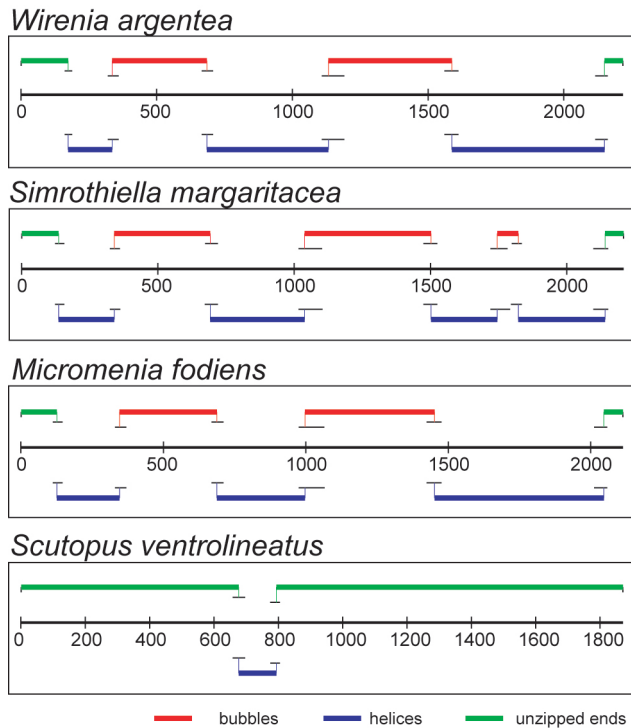 Wirenia argentea
0 500 1000 1500 2000
Simrothiella margaritacea
0 500 1000 1500 2000
Micromenia fodiens
0 500 1000 1500 2000
Scutopus ventrolineatus
0 200 400 600 800 1000 1200 1400 1600 1800
bubbles helices unzipped ends